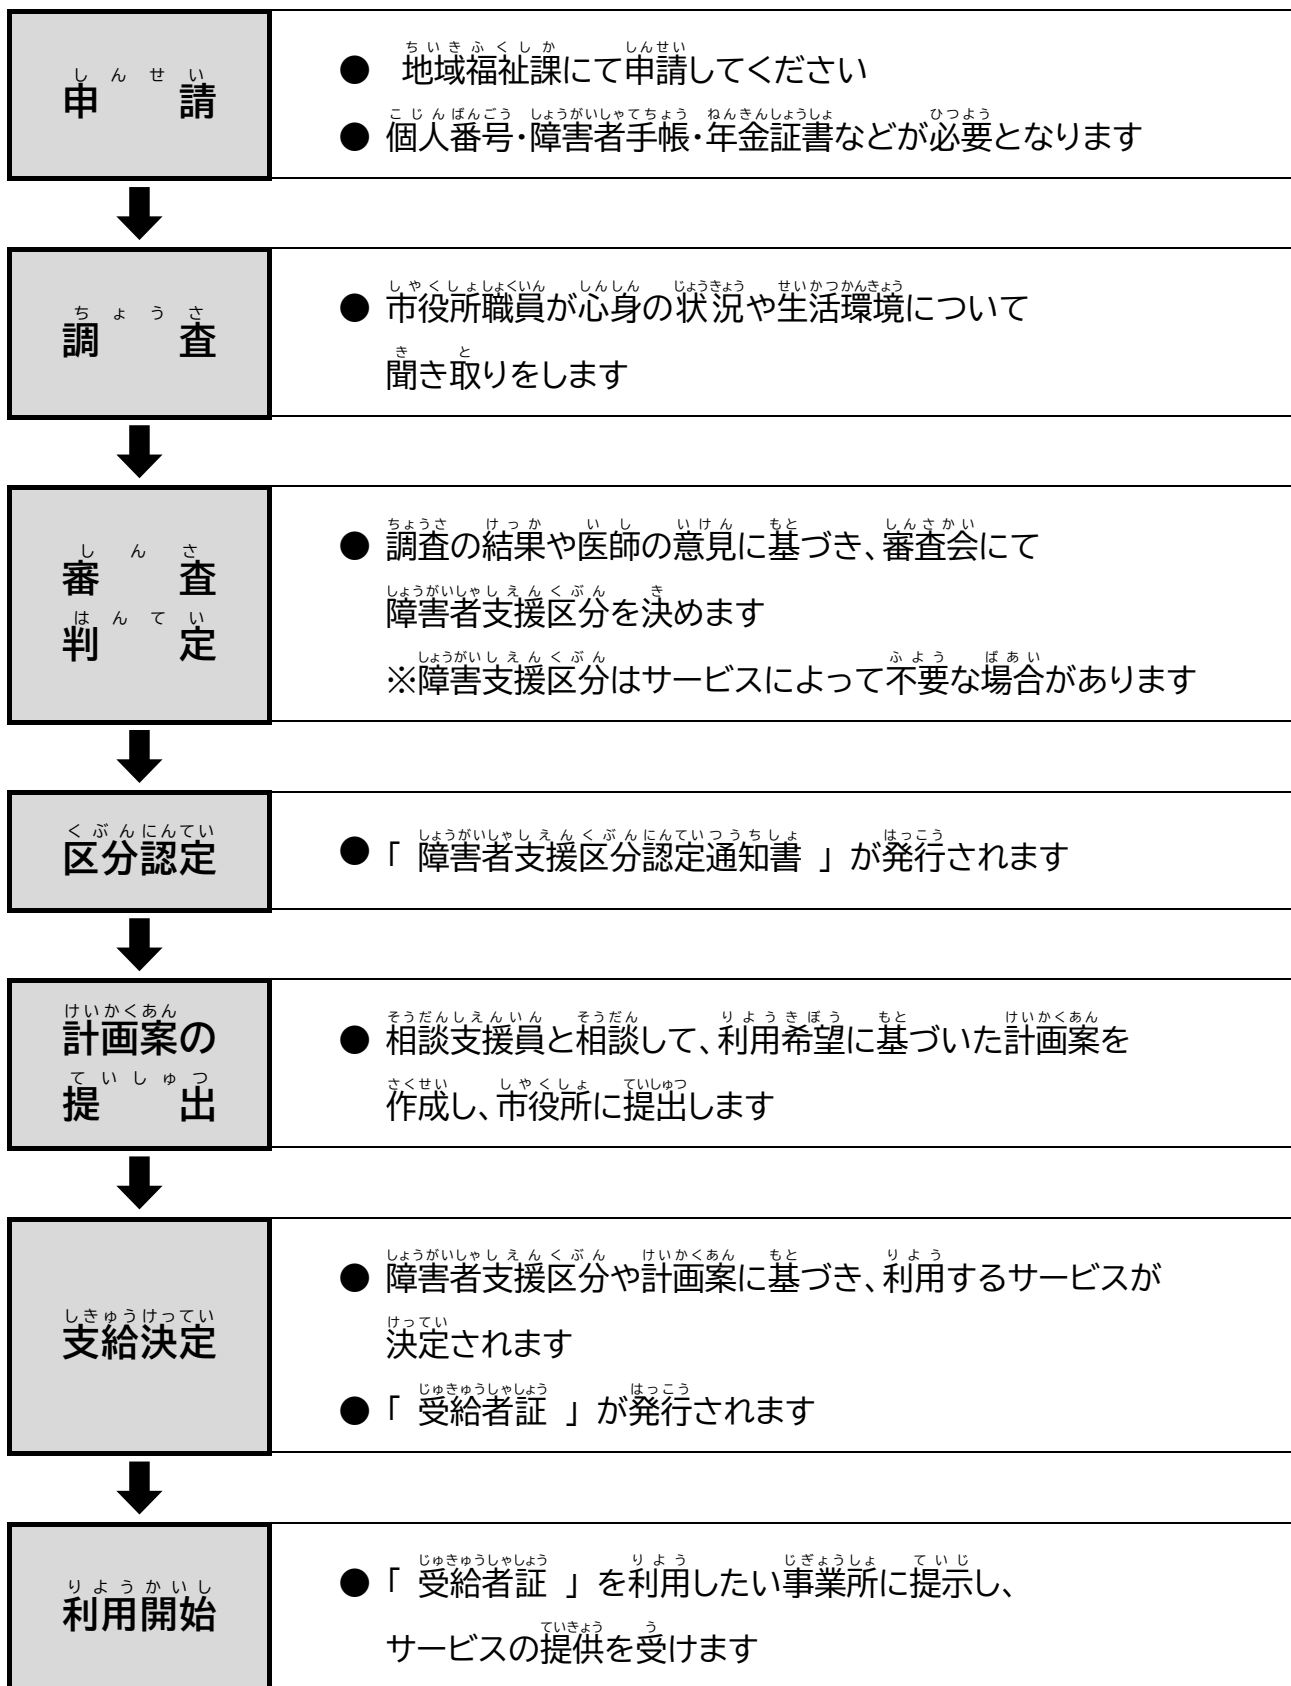 申請
● 地域福祉課にて申請してください
● 個人番号・障害者手帳・年金証書などが必要となります
調査
● 市役所職員が心身の状況や生活環境について
聞き取りをします
審査
判定
● 調査の結果や医師の意見に基づき、審査会にて
障害者支援区分を決めます
※障害支援区分はサービスによって不要な場合があります
区分認定
● 「 障害者支援区分認定通知書 」が発行されます
計画案の
提出
● 相談支援員と相談して、利用希望に基づいた計画案を
作成し、市役所に提出します
支給決定
● 障害者支援区分や計画案に基づき、利用するサービスが
決定されます
● 「 受給者証 」が発行されます
利用開始
● 「 受給者証 」を利用したい事業所に提示し、
サービスの提供を受けます